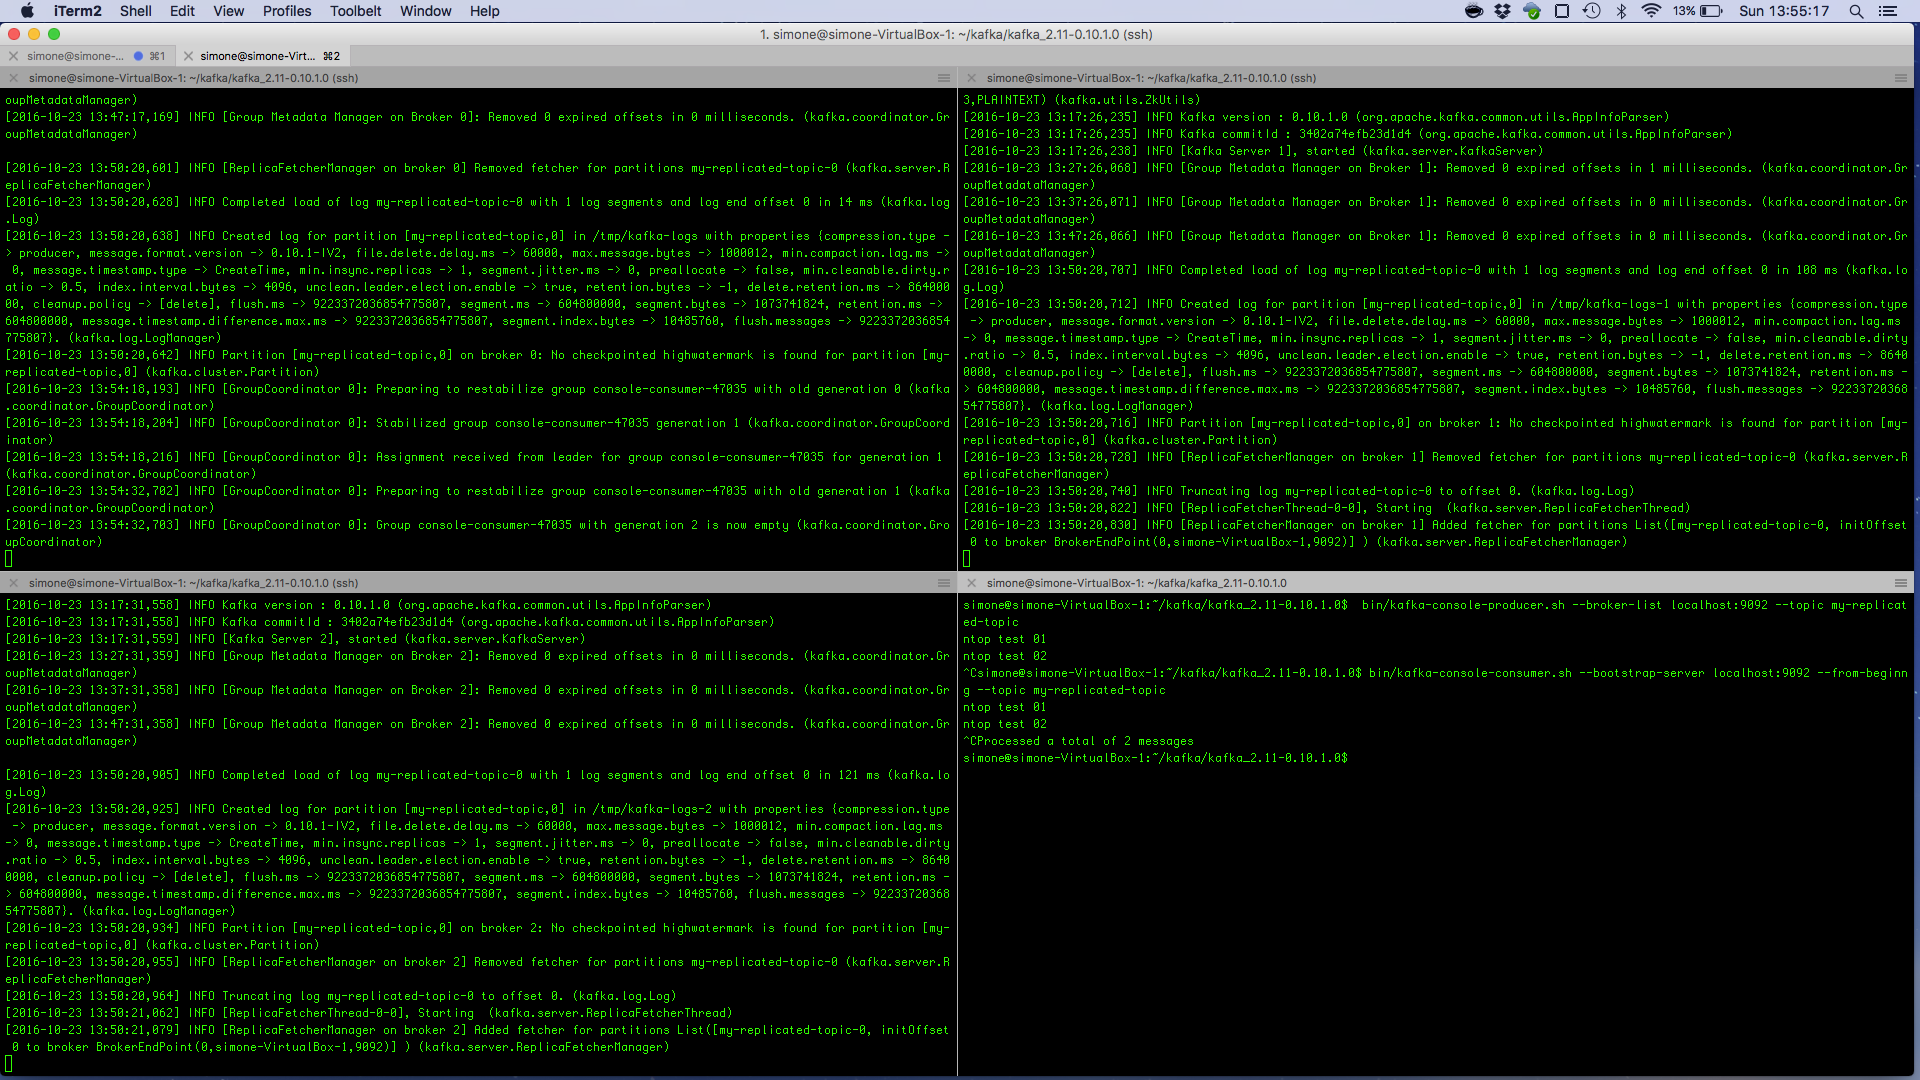 iTerm2 Shell Edit View Profiles Toolbelt Window Help 13% Sun 13:55:17
1. simone@simone-VirtualBox-1: ~/kafka/kafka_2.11-0.10.1.0 (ssh)
simone@simone-... ⌘1 simone@simone-Virt... ⌘2
simone@simone-VirtualBox-1: ~/kafka/kafka_2.11-0.10.1.0 (ssh)
oupMetadataManager)
[2016-10-23 13:47:17,169] INFO [Group Metadata Manager on Broker 0]: Removed 0 expired offsets in 0 milliseconds. (kafka.coordinator.Gr
oupMetadataManager)
[2016-10-23 13:50:20,601] INFO [ReplicaFetcherManager on broker 0] Removed fetcher for partitions my-replicated-topic-0 (kafka.server.R
eplicaFetcherManager)
[2016-10-23 13:50:20,628] INFO Completed load of log my-replicated-topic-0 with 1 log segments and log end offset 0 in 14 ms (kafka.log
.Log)
[2016-10-23 13:50:20,638] INFO Created log for partition [my-replicated-topic,0] in /tmp/kafka-logs with properties {compression.type -
> producer, message.format.version -> 0.10.1-IV2, file.delete.delay.ms -> 60000, max.message.bytes -> 1000012, min.compaction.lag.ms ->
 0, message.timestamp.type -> CreateTime, min.insync.replicas -> 1, segment.jitter.ms -> 0, preallocate -> false, min.cleanable.dirty.r
atio -> 0.5, index.interval.bytes -> 4096, unclean.leader.election.enable -> true, retention.bytes -> -1, delete.retention.ms -> 864000
00, cleanup.policy -> [delete], flush.ms -> 9223372036854775807, segment.ms -> 604800000, segment.bytes -> 1073741824, retention.ms ->
604800000, message.timestamp.difference.max.ms -> 9223372036854775807, segment.index.bytes -> 10485760, flush.messages -> 9223372036854
775807}. (kafka.log.LogManager)
[2016-10-23 13:50:20,642] INFO Partition [my-replicated-topic,0] on broker 0: No checkpointed highwatermark is found for partition [my-
replicated-topic,0] (kafka.cluster.Partition)
[2016-10-23 13:54:18,193] INFO [GroupCoordinator 0]: Preparing to restabilize group console-consumer-47035 with old generation 0 (kafka
.coordinator.GroupCoordinator)
[2016-10-23 13:54:18,204] INFO [GroupCoordinator 0]: Stabilized group console-consumer-47035 generation 1 (kafka.coordinator.GroupCoord
inator)
[2016-10-23 13:54:18,216] INFO [GroupCoordinator 0]: Assignment received from leader for group console-consumer-47035 for generation 1
(kafka.coordinator.GroupCoordinator)
[2016-10-23 13:54:32,702] INFO [GroupCoordinator 0]: Preparing to restabilize group console-consumer-47035 with old generation 1 (kafka
.coordinator.GroupCoordinator)
[2016-10-23 13:54:32,703] INFO [GroupCoordinator 0]: Group console-consumer-47035 with generation 2 is now empty (kafka.coordinator.Gro
upCoordinator)
simone@simone-VirtualBox-1: ~/kafka/kafka_2.11-0.10.1.0 (ssh)
3,PLAINTEXT) (kafka.utils.ZkUtils)
[2016-10-23 13:17:26,235] INFO Kafka version : 0.10.1.0 (org.apache.kafka.common.utils.AppInfoParser)
[2016-10-23 13:17:26,235] INFO Kafka commitId : 3402a74efb23d1d4 (org.apache.kafka.common.utils.AppInfoParser)
[2016-10-23 13:17:26,238] INFO [Kafka Server 1], started (kafka.server.KafkaServer)
[2016-10-23 13:27:26,068] INFO [Group Metadata Manager on Broker 1]: Removed 0 expired offsets in 1 milliseconds. (kafka.coordinator.Gr
oupMetadataManager)
[2016-10-23 13:37:26,071] INFO [Group Metadata Manager on Broker 1]: Removed 0 expired offsets in 0 milliseconds. (kafka.coordinator.Gr
oupMetadataManager)
[2016-10-23 13:47:26,066] INFO [Group Metadata Manager on Broker 1]: Removed 0 expired offsets in 0 milliseconds. (kafka.coordinator.Gr
oupMetadataManager)
[2016-10-23 13:50:20,707] INFO Completed load of log my-replicated-topic-0 with 1 log segments and log end offset 0 in 108 ms (kafka.lo
g.Log)
[2016-10-23 13:50:20,712] INFO Created log for partition [my-replicated-topic,0] in /tmp/kafka-logs-1 with properties {compression.type
 -> producer, message.format.version -> 0.10.1-IV2, file.delete.delay.ms -> 60000, max.message.bytes -> 1000012, min.compaction.lag.ms
-> 0, message.timestamp.type -> CreateTime, min.insync.replicas -> 1, segment.jitter.ms -> 0, preallocate -> false, min.cleanable.dirty
.ratio -> 0.5, index.interval.bytes -> 4096, unclean.leader.election.enable -> true, retention.bytes -> -1, delete.retention.ms -> 8640
0000, cleanup.policy -> [delete], flush.ms -> 9223372036854775807, segment.ms -> 604800000, segment.bytes -> 1073741824, retention.ms -
> 604800000, message.timestamp.difference.max.ms -> 9223372036854775807, segment.index.bytes -> 10485760, flush.messages -> 92233720368
54775807}. (kafka.log.LogManager)
[2016-10-23 13:50:20,716] INFO Partition [my-replicated-topic,0] on broker 1: No checkpointed highwatermark is found for partition [my-
replicated-topic,0] (kafka.cluster.Partition)
[2016-10-23 13:50:20,728] INFO [ReplicaFetcherManager on broker 1] Removed fetcher for partitions my-replicated-topic-0 (kafka.server.R
eplicaFetcherManager)
[2016-10-23 13:50:20,740] INFO Truncating log my-replicated-topic-0 to offset 0. (kafka.log.Log)
[2016-10-23 13:50:20,822] INFO [ReplicaFetcherThread-0-0], Starting  (kafka.server.ReplicaFetcherThread)
[2016-10-23 13:50:20,830] INFO [ReplicaFetcherManager on broker 1] Added fetcher for partitions List([my-replicated-topic-0, initOffset
 0 to broker BrokerEndPoint(0,simone-VirtualBox-1,9092)] ) (kafka.server.ReplicaFetcherManager)
simone@simone-VirtualBox-1: ~/kafka/kafka_2.11-0.10.1.0 (ssh)
[2016-10-23 13:17:31,558] INFO Kafka version : 0.10.1.0 (org.apache.kafka.common.utils.AppInfoParser)
[2016-10-23 13:17:31,558] INFO Kafka commitId : 3402a74efb23d1d4 (org.apache.kafka.common.utils.AppInfoParser)
[2016-10-23 13:17:31,559] INFO [Kafka Server 2], started (kafka.server.KafkaServer)
[2016-10-23 13:27:31,359] INFO [Group Metadata Manager on Broker 2]: Removed 0 expired offsets in 0 milliseconds. (kafka.coordinator.Gr
oupMetadataManager)
[2016-10-23 13:37:31,358] INFO [Group Metadata Manager on Broker 2]: Removed 0 expired offsets in 0 milliseconds. (kafka.coordinator.Gr
oupMetadataManager)
[2016-10-23 13:47:31,358] INFO [Group Metadata Manager on Broker 2]: Removed 0 expired offsets in 0 milliseconds. (kafka.coordinator.Gr
oupMetadataManager)
[2016-10-23 13:50:20,905] INFO Completed load of log my-replicated-topic-0 with 1 log segments and log end offset 0 in 121 ms (kafka.lo
g.Log)
[2016-10-23 13:50:20,925] INFO Created log for partition [my-replicated-topic,0] in /tmp/kafka-logs-2 with properties {compression.type
 -> producer, message.format.version -> 0.10.1-IV2, file.delete.delay.ms -> 60000, max.message.bytes -> 1000012, min.compaction.lag.ms
-> 0, message.timestamp.type -> CreateTime, min.insync.replicas -> 1, segment.jitter.ms -> 0, preallocate -> false, min.cleanable.dirty
.ratio -> 0.5, index.interval.bytes -> 4096, unclean.leader.election.enable -> true, retention.bytes -> -1, delete.retention.ms -> 8640
0000, cleanup.policy -> [delete], flush.ms -> 9223372036854775807, segment.ms -> 604800000, segment.bytes -> 1073741824, retention.ms -
> 604800000, message.timestamp.difference.max.ms -> 9223372036854775807, segment.index.bytes -> 10485760, flush.messages -> 92233720368
54775807}. (kafka.log.LogManager)
[2016-10-23 13:50:20,934] INFO Partition [my-replicated-topic,0] on broker 2: No checkpointed highwatermark is found for partition [my-
replicated-topic,0] (kafka.cluster.Partition)
[2016-10-23 13:50:20,955] INFO [ReplicaFetcherManager on broker 2] Removed fetcher for partitions my-replicated-topic-0 (kafka.server.R
eplicaFetcherManager)
[2016-10-23 13:50:20,964] INFO Truncating log my-replicated-topic-0 to offset 0. (kafka.log.Log)
[2016-10-23 13:50:21,062] INFO [ReplicaFetcherThread-0-0], Starting  (kafka.server.ReplicaFetcherThread)
[2016-10-23 13:50:21,079] INFO [ReplicaFetcherManager on broker 2] Added fetcher for partitions List([my-replicated-topic-0, initOffset
 0 to broker BrokerEndPoint(0,simone-VirtualBox-1,9092)] ) (kafka.server.ReplicaFetcherManager)
simone@simone-VirtualBox-1: ~/kafka/kafka_2.11-0.10.1.0
simone@simone-VirtualBox-1:~/kafka/kafka_2.11-0.10.1.0$  bin/kafka-console-producer.sh --broker-list localhost:9092 --topic my-replicat
ed-topic
ntop test 01
ntop test 02
^Csimone@simone-VirtualBox-1:~/kafka/kafka_2.11-0.10.1.0$ bin/kafka-console-consumer.sh --bootstrap-server localhost:9092 --from-beginn
g --topic my-replicated-topic
ntop test 01
ntop test 02
^CProcessed a total of 2 messages
simone@simone-VirtualBox-1:~/kafka/kafka_2.11-0.10.1.0$